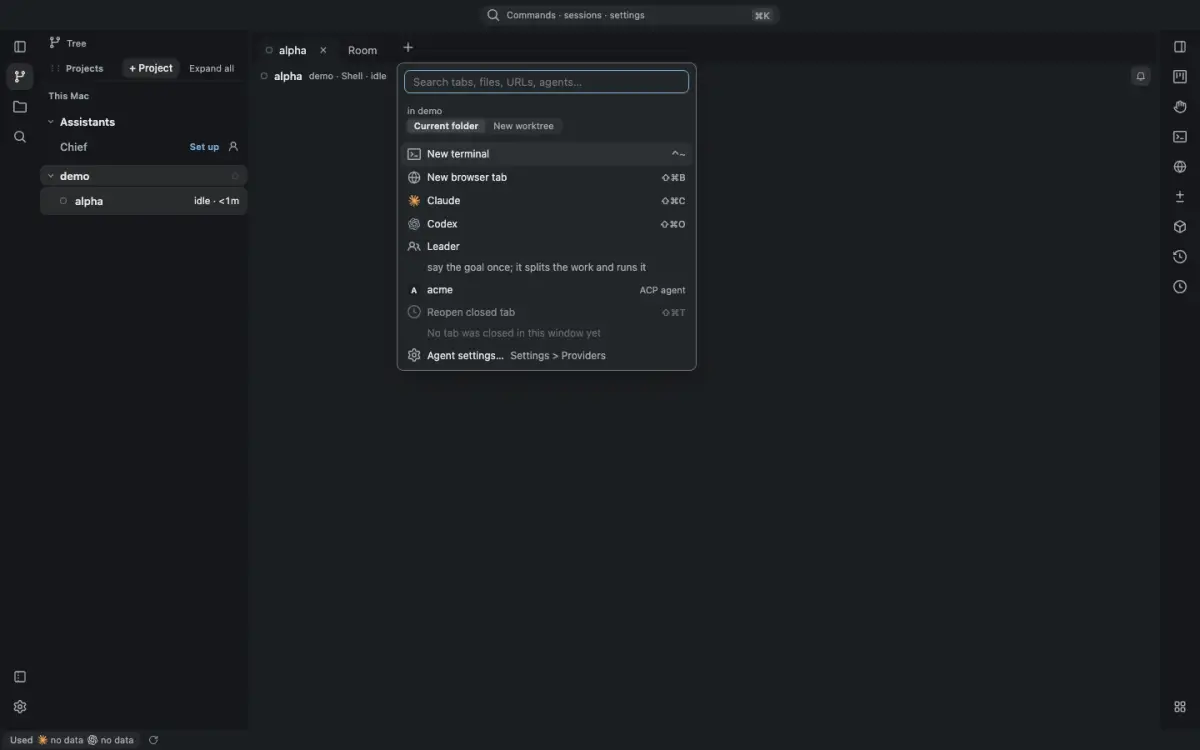 Commands · sessions · settings ⌘K
Tree
Projects + Project Expand all
This Mac
Assistants
Chief Set up
demo
alpha idle · <1m
alpha × Room +
alpha demo · Shell · idle
Search tabs, files, URLs, agents...
in demo
Current folder New worktree
New terminal ^~
New browser tab ⇧⌘B
Claude ⇧⌘C
Codex ⇧⌘O
Leader
say the goal once; it splits the work and runs it
A acme ACP agent
Reopen closed tab ⇧⌘T
No tab was closed in this window yet
Agent settings... Settings > Providers
Used no data no data